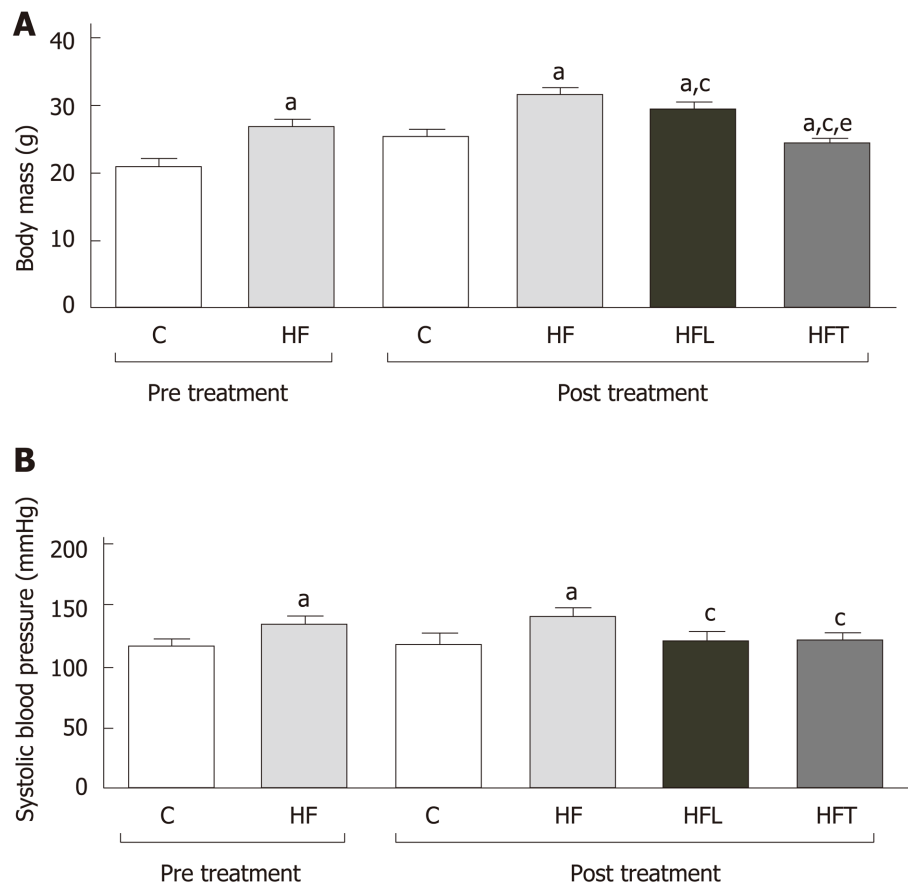 A
Body mass (g)
40
30
20
10
0
a
a
a,c
a,c,e
C HF C HF HFL HFT
Pre treatment Post treatment
B
Systolic blood pressure (mmHg)
200
150
100
50
0
a
a
c
c
C HF C HF HFL HFT
Pre treatment Post treatment